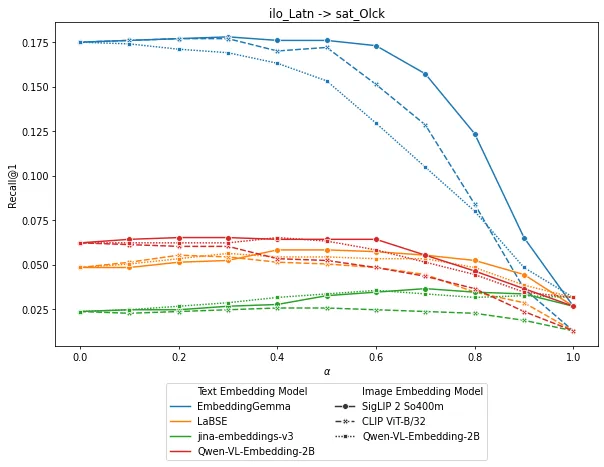 ilo_Latn -> sat_Olck
0.175
0.150
0.125
0.100
0.075
0.050
0.025
Recall@1
0.0 0.2 0.4 0.6 0.8 1.0
α
Text Embedding Model Image Embedding Model
EmbeddingGemma SigLIP 2 So400m
LaBSE CLIP ViT-B/32
jina-embeddings-v3 Qwen-VL-Embedding-2B
Qwen-VL-Embedding-2B